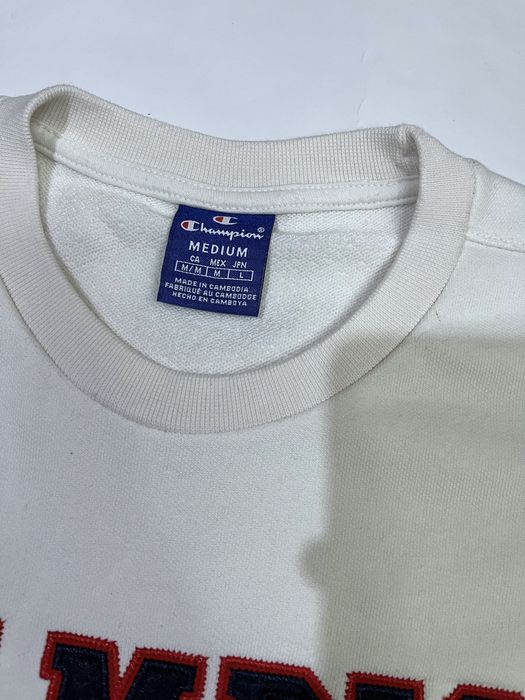 Champion®
MEDIUM
CA MEX JPN
M/M M L
MADE IN CAMBODIA
FABRIQUÉ AU CAMBODGE
HECHO EN CAMBOYA